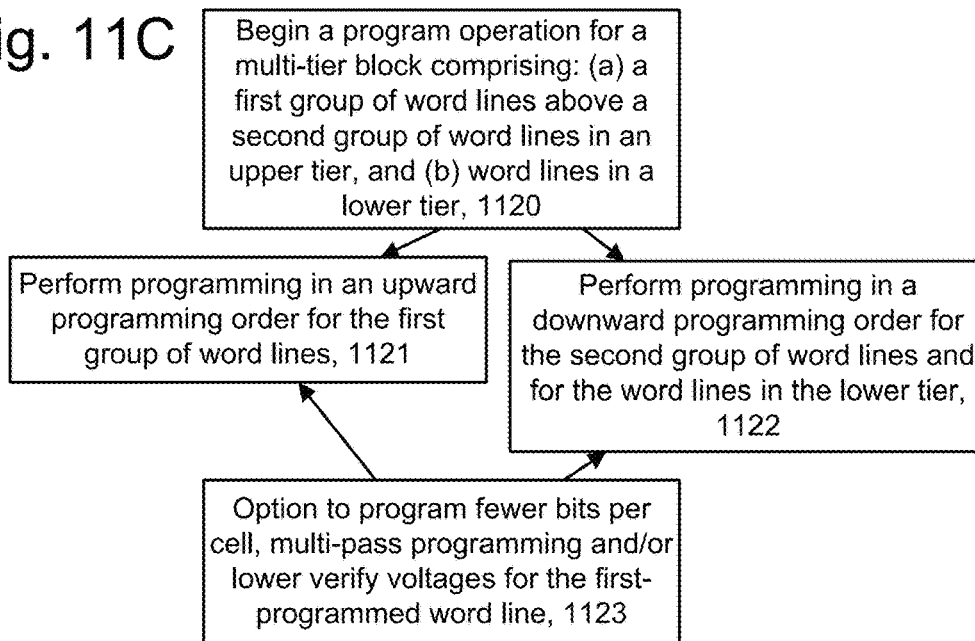 ig. 11C
Begin a program operation for a
multi-tier block comprising: (a) a
first group of word lines above a
second group of word lines in an
upper tier, and (b) word lines in a
lower tier, 1120
Perform programming in an upward
programming order for the first
group of word lines, 1121
Perform programming in a
downward programming order for
the second group of word lines and
for the word lines in the lower tier,
1122
Option to program fewer bits per
cell, multi-pass programming and/or
lower verify voltages for the first-
programmed word line, 1123